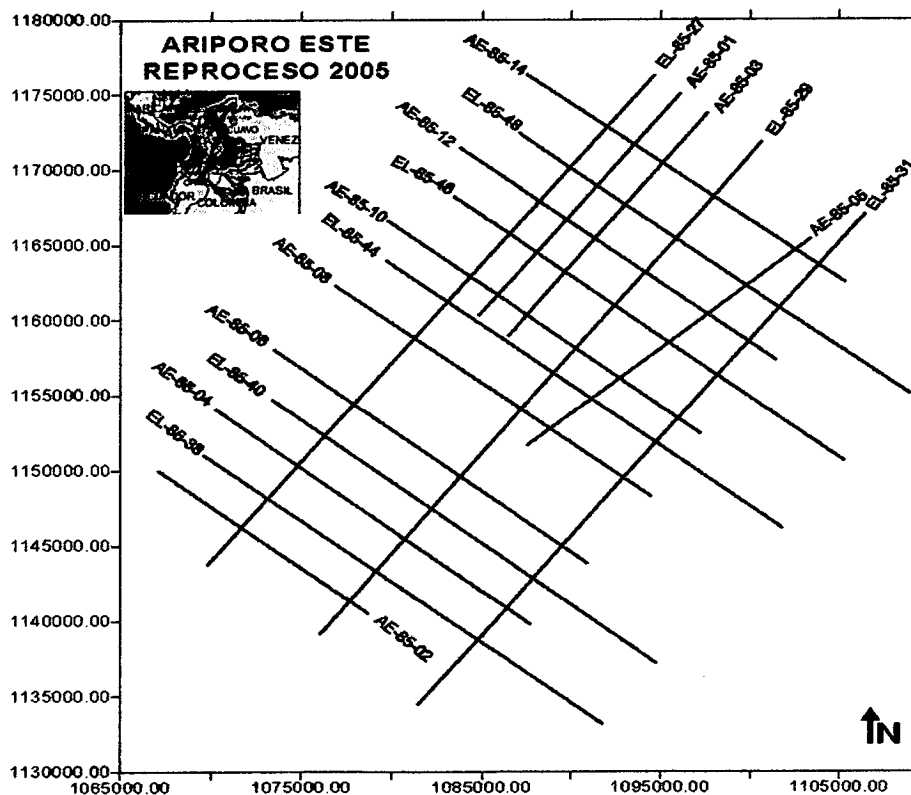 ARIPORO ESTE
REPROCESO 2005
1180000.00
1175000.00
1170000.00
1165000.00
1160000.00
1155000.00
1150000.00
1145000.00
1140000.00
1135000.00
1130000.00
1065000.00
1075000.00
1085000.00
1095000.00
1105000.00
AE-85-14
EL-85-27
AE-85-01
AE-85-03
EL-85-29
EL-85-48
AE-85-12
EL-85-46
AE-85-10
EL-85-44
AE-85-08
AE-85-05
EL-85-31
AE-85-06
EL-85-40
AE-85-04
EL-85-38
AE-85-02
VENEZ
BRASIL
COLOMBIA
N